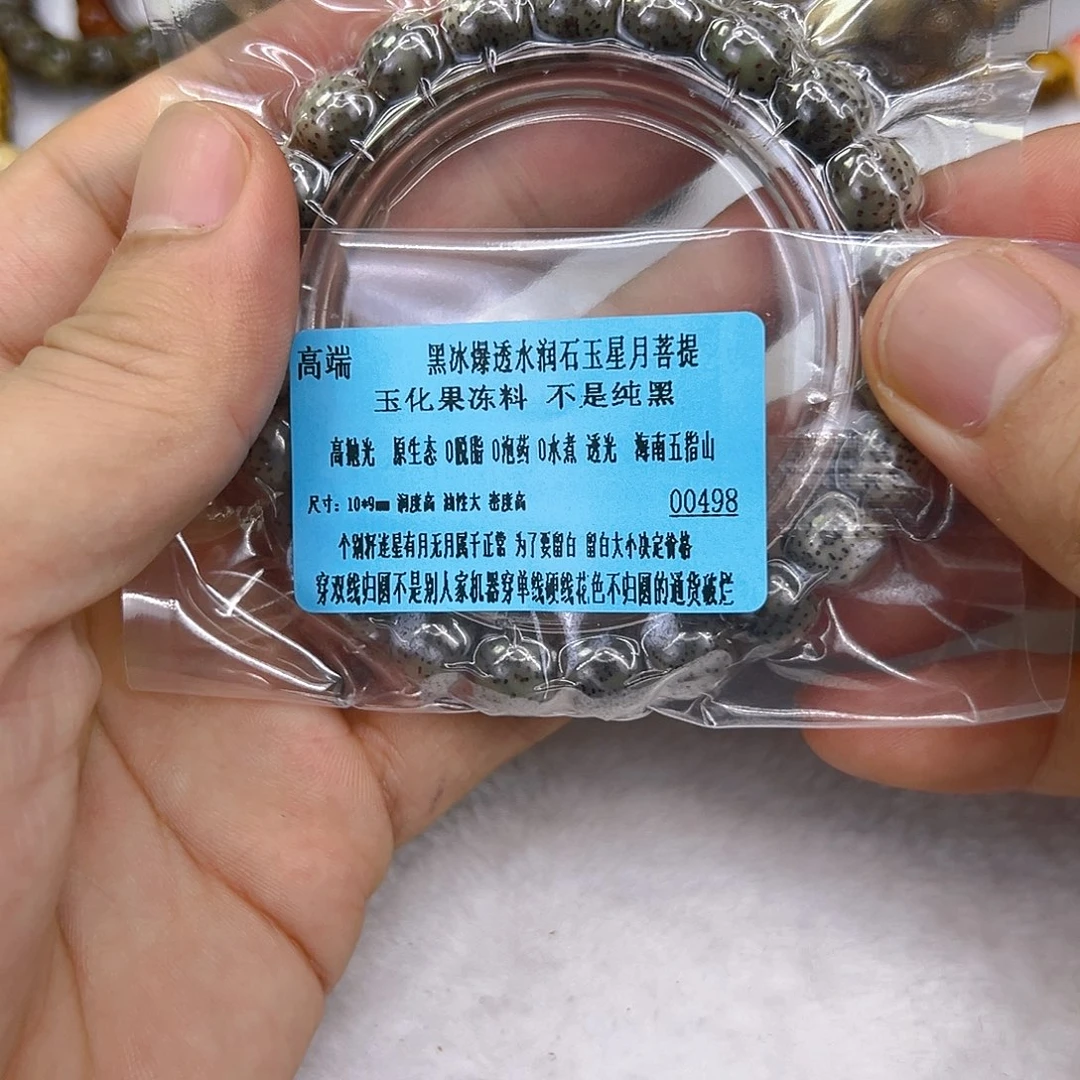 高端 黑冰爆透水润石玉星月菩提
玉化果冻料 不是纯黑
高抛光 原生态 0脱脂 0泡药 0水煮 透光 海南五指山
尺寸：10*9mm 润度高 油性大 密度高 00498
个别歼连星有月无月属于正常 为了要留白 留白大小决定价格
穿双线归圆不是别人家机器穿单线硬线花色不归圆的通货破烂